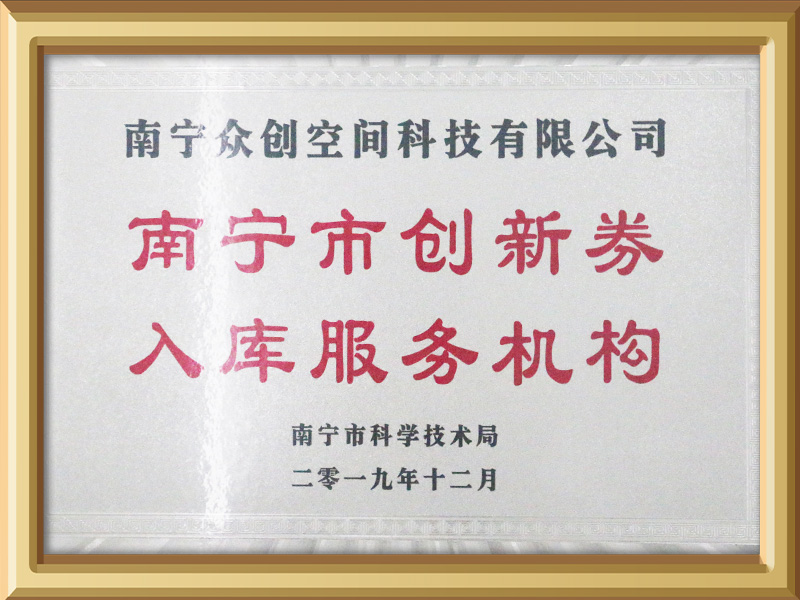 南宁众创空间科技有限公司
南宁市创新券
入库服务机构
南宁市科学技术局
二零一九年十二月